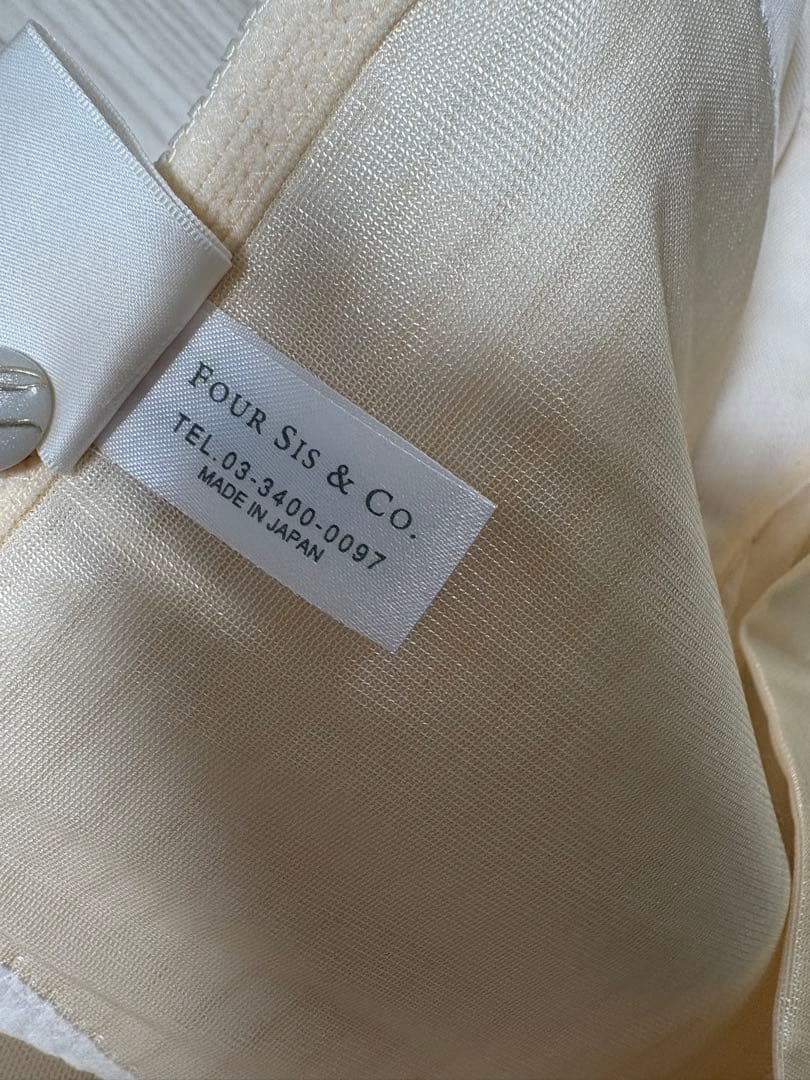 FOUR SIS & CO.
TEL.03-3400-0097
MADE IN JAPAN